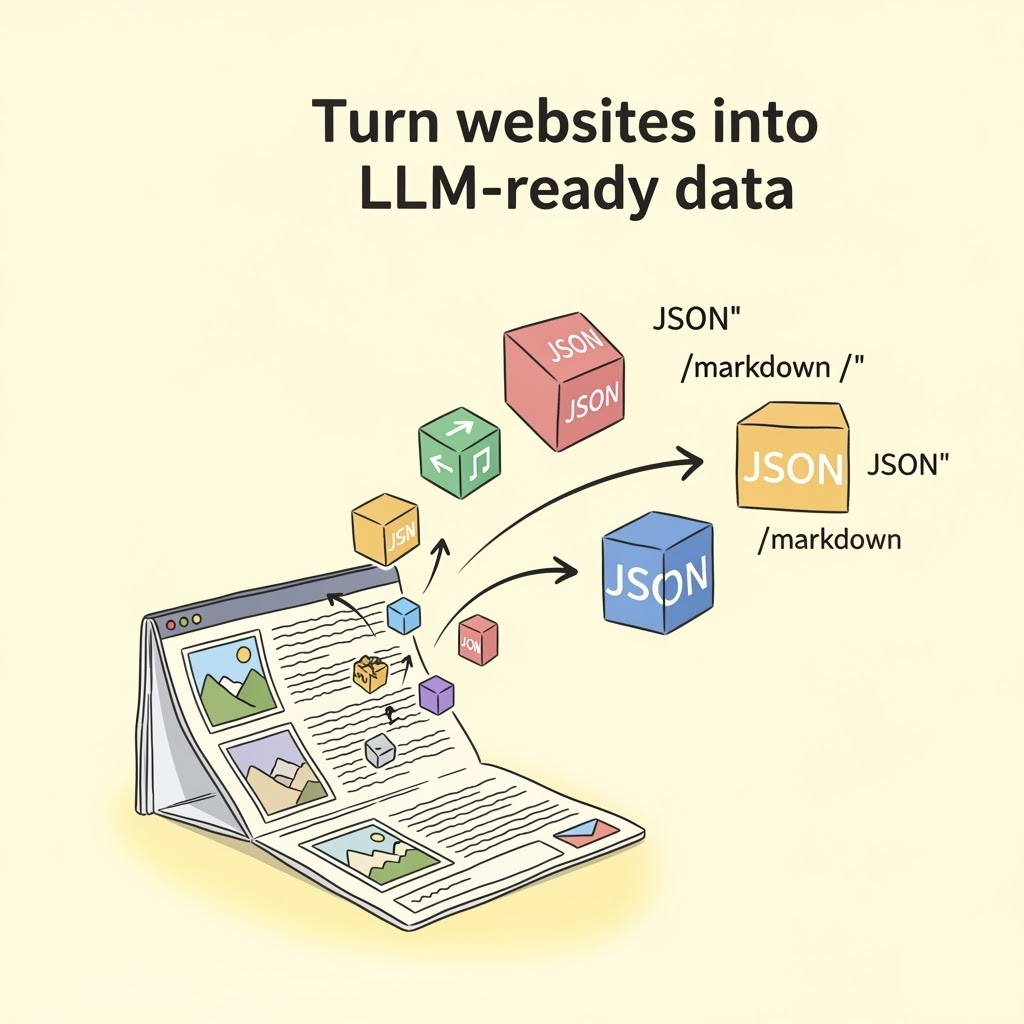 Turn websites into
LLM-ready data
JSON"
/markdown /"
JSON
JSON
JSON
JSON"
JSN
/markdown
JSON
JON